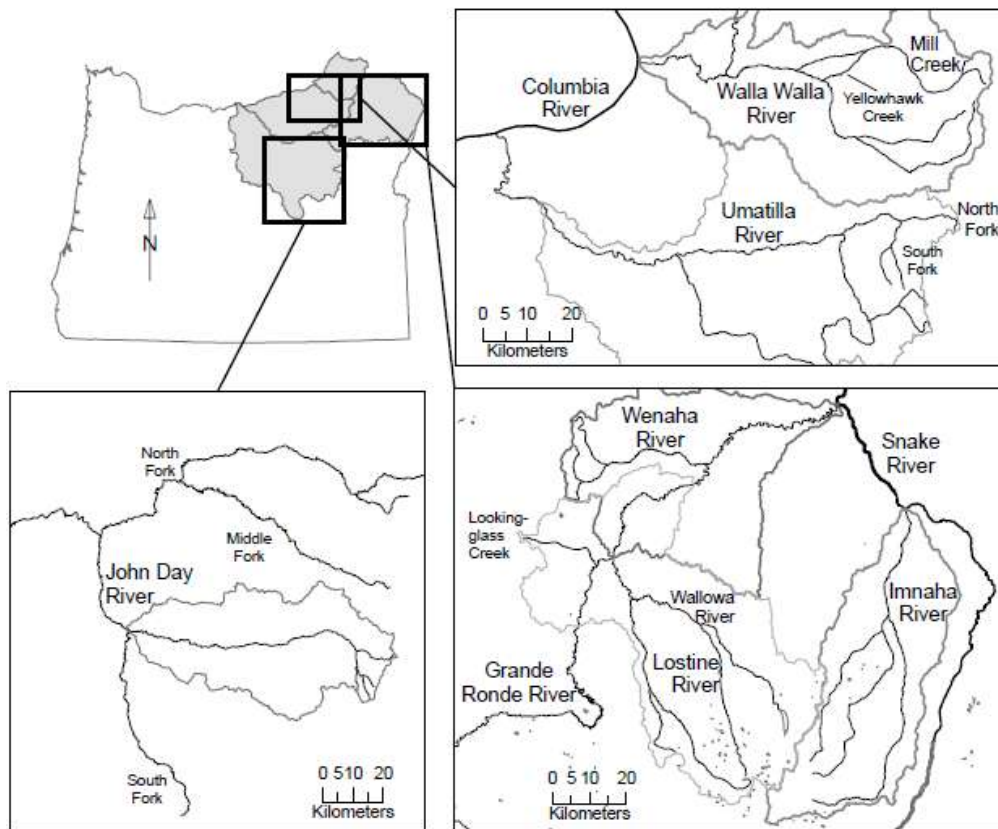 N
Columbia
River
Walla Walla
River
Mill
Creek
Yellowhawk
Creek
Umatilla
River
North
Fork
South
Fork
0 5 10 20
Kilometers
North
Fork
Middle
Fork
John Day
River
South
Fork
0 510 20
Kilometers
Wenaha
River
Snake
River
Looking-
glass
Creek
Wallowa
River
Imnaha
River
Lostine
River
Grande
Ronde River
0 5 10 20
Kilometers